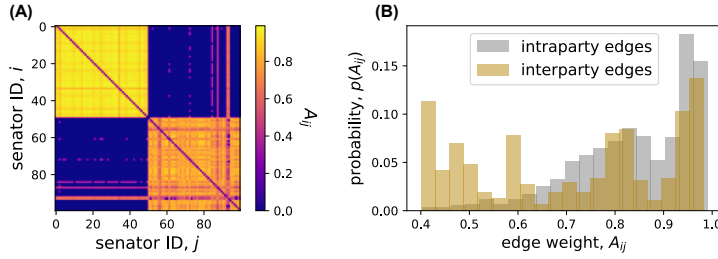 (A)
senator ID, i
0
20
40
60
80
0 20 40 60 80
senator ID, j
0.8
0.6
0.4
0.2
0.0
A_ij
(B)
probability, p(A_ij)
0.15
0.10
0.05
0.00
intraparty edges
interparty edges
0.4 0.5 0.6 0.7 0.8 0.9 1.0
edge weight, A_ij